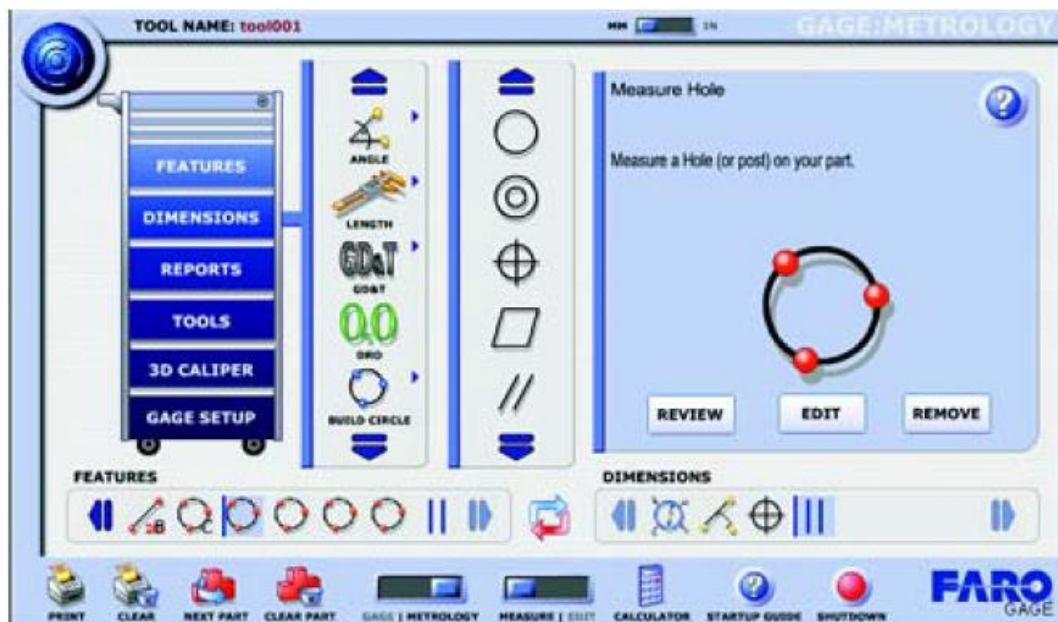 TOOL NAME: tool001
MM
IN
GAGE:METROLOGY
FEATURES
DIMENSIONS
REPORTS
TOOLS
3D CALIPER
GAGE SETUP
ANGLE
LENGTH
GD&T
GD&T
0,0
DRO
BUILD CIRCLE
Measure Hole
Measure a Hole (or post) on your part.
REVIEW
EDIT
REMOVE
FEATURES
B
C
DIMENSIONS
PRINT
CLEAR
NEXT PART
CLEAR PART
GAGE | METROLOGY
MEASURE | EDIT
CALCULATOR
STARTUP GUIDE
SHUTDOWN
FARO
GAGE